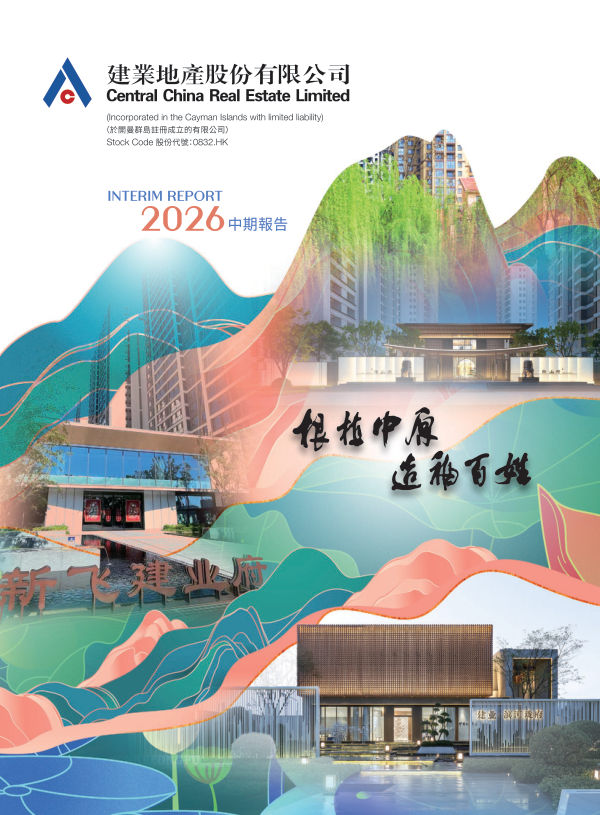 建業地產股份有限公司
Central China Real Estate Limited
(Incorporated in the Cayman Islands with limited liability)
(於開曼群島註冊成立的有限公司)
Stock Code 股份代號：0832.HK
INTERIM REPORT
2026 中期報告
根植中原
造福百姓
新飞建业府
建业